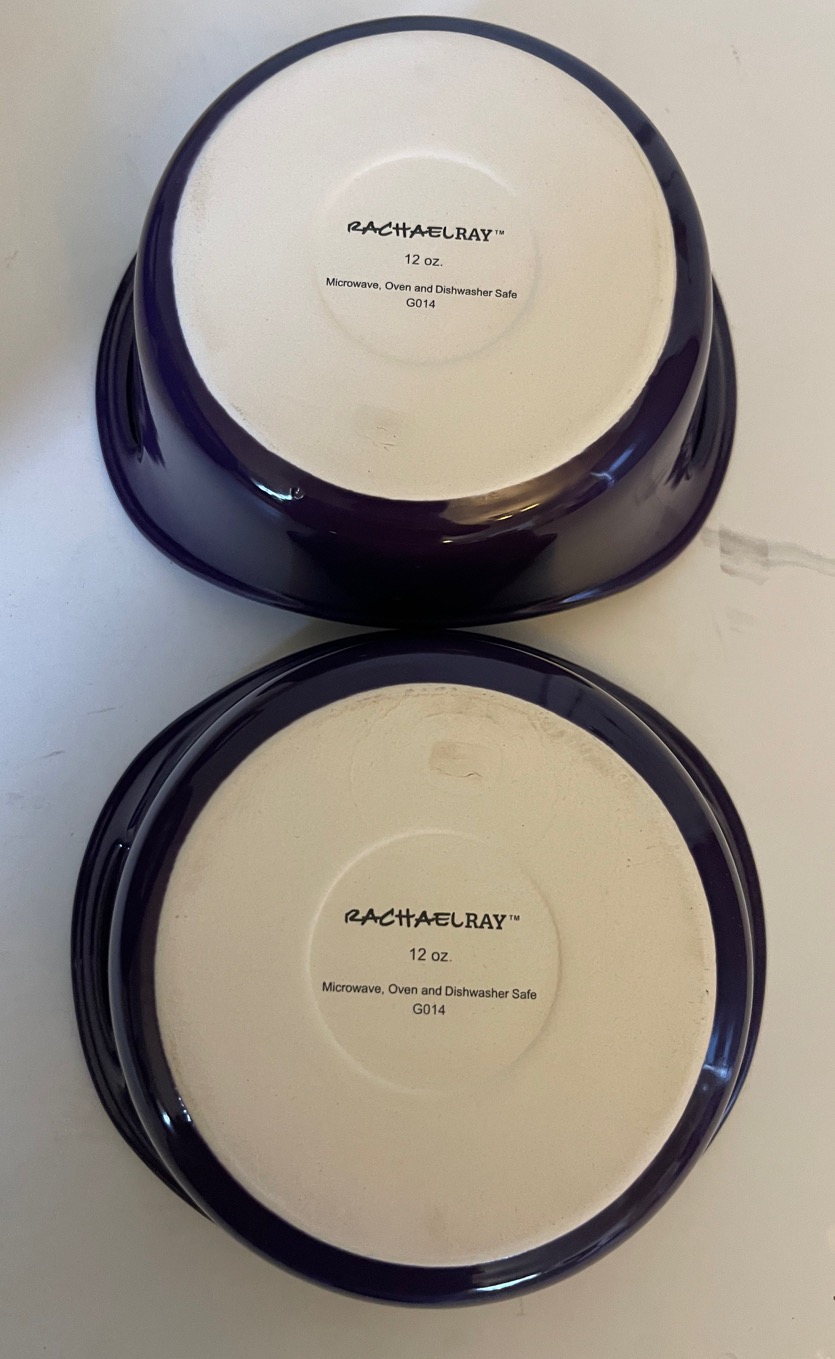 RACHAELRAY™
12 oz.
Microwave, Oven and Dishwasher Safe
G014
RACHAELRAY™
12 oz.
Microwave, Oven and Dishwasher Safe
G014